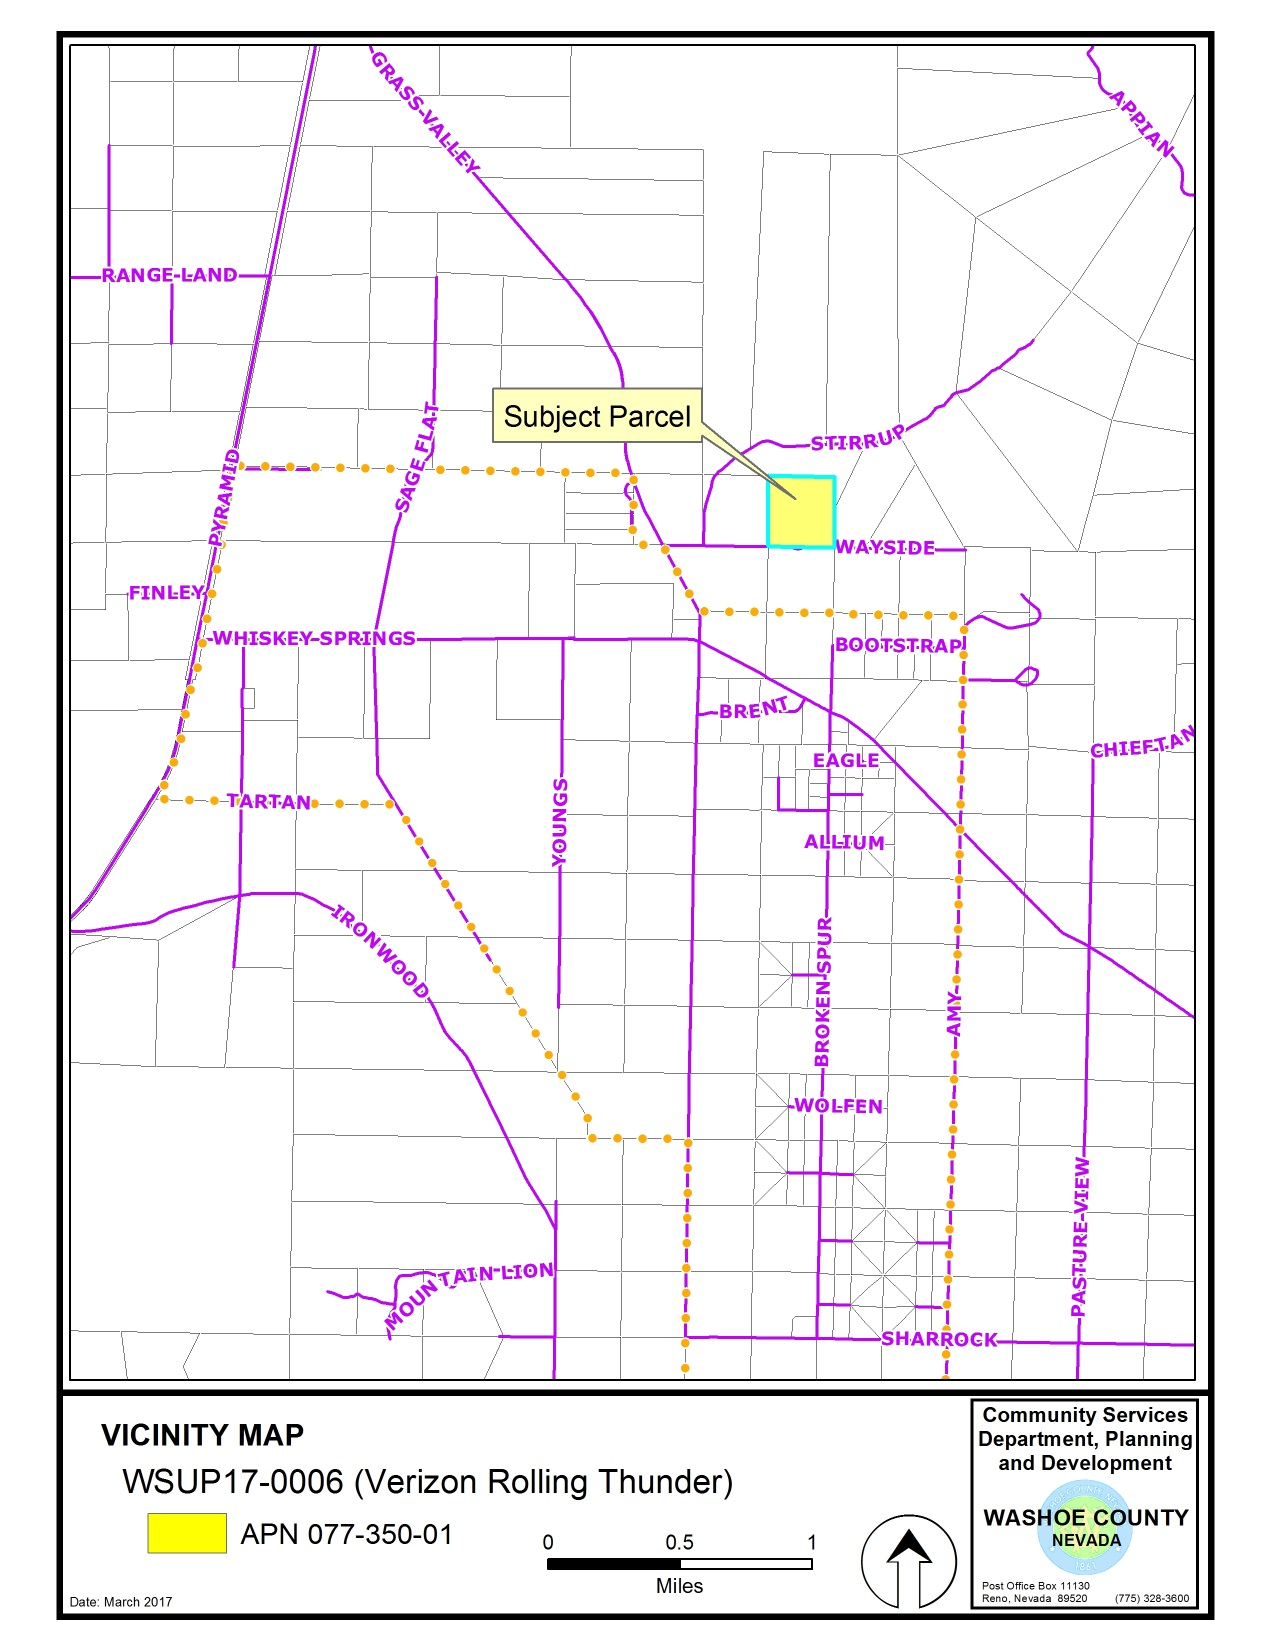 GRASS-VALLEY
APPIAN
RANGE-LAND
SAGE FLAT
Subject Parcel
STIRRUP
PYRAMID
WAYSIDE
FINLEY
WHISKEY-SPRINGS
BOOTSTRAP
BRENT
CHIEFTAN
EAGLE
TARTAN
YOUNGS
ALLIUM
IRONWOOD
BROKEN-SPUR
AMY
WOLFEN
PASTURE-VIEW
MOUNTAIN-LION
SHARROCK
VICINITY MAP
WSUP17-0006 (Verizon Rolling Thunder)
APN 077-350-01
0 0.5 1
Miles
Date: March 2017
Community Services
Department, Planning
and Development
WASHOE COUNTY
NEVADA
1861
Post Office Box 11130
Reno, Nevada 89520 (775) 328-3600